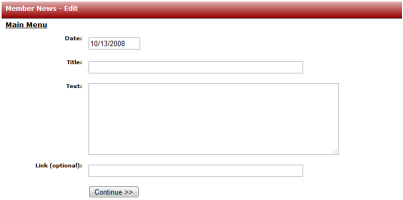 Member News - Edit
Main Menu
Date:
10/13/2008
Title:
Text:
Link (optional):
Continue >>